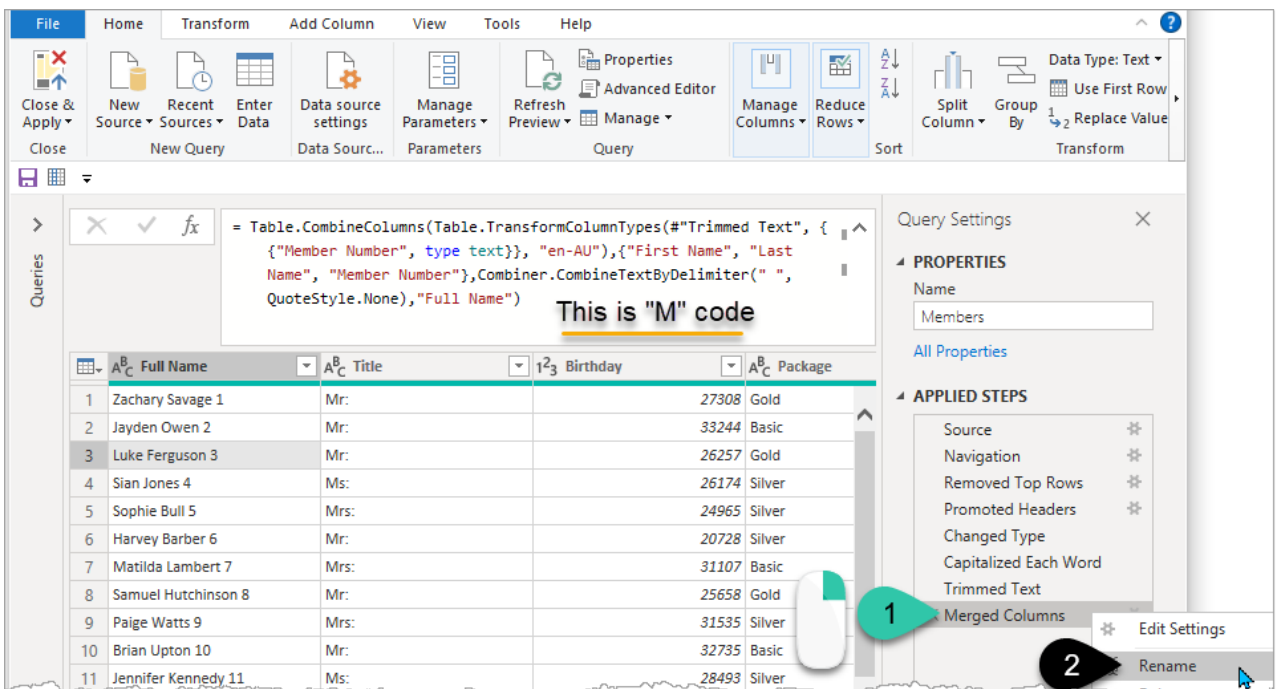 File Home Transform Add Column View Tools Help
Close & Apply
New Source
Recent Sources
Enter Data
Data source settings
Manage Parameters
Refresh Preview
Properties
Advanced Editor
Manage
Manage Columns
Reduce Rows
A Z
Z A
Split Column
Group By
Data Type: Text
Use First Row
1 2 Replace Value
Close New Query Data Sourc... Parameters Query Sort Transform
Queries
fx
= Table.CombineColumns(Table.TransformColumnTypes(#"Trimmed Text", {
{"Member Number", type text}}, "en-AU"),{"First Name", "Last
Name", "Member Number"},Combiner.CombineTextByDelimiter(" ",
QuoteStyle.None),"Full Name")
This is "M" code
ABC Full Name ABC Title 123 Birthday ABC Package
1 Zachary Savage 1 Mr: 27308 Gold
2 Jayden Owen 2 Mr: 33244 Basic
3 Luke Ferguson 3 Mr: 26257 Gold
4 Sian Jones 4 Ms: 26174 Silver
5 Sophie Bull 5 Mrs: 24965 Silver
6 Harvey Barber 6 Mr: 20728 Silver
7 Matilda Lambert 7 Mrs: 31107 Basic
8 Samuel Hutchinson 8 Mr: 25658 Gold
9 Paige Watts 9 Mrs: 31535 Silver
10 Brian Upton 10 Mr: 32735 Basic
11 Jennifer Kennedy 11 Ms: 28493 Silver
Query Settings
PROPERTIES
Name
Members
All Properties
APPLIED STEPS
Source
Navigation
Removed Top Rows
Promoted Headers
Changed Type
Capitalized Each Word
Trimmed Text
1 Merged Columns
Edit Settings
2 Rename